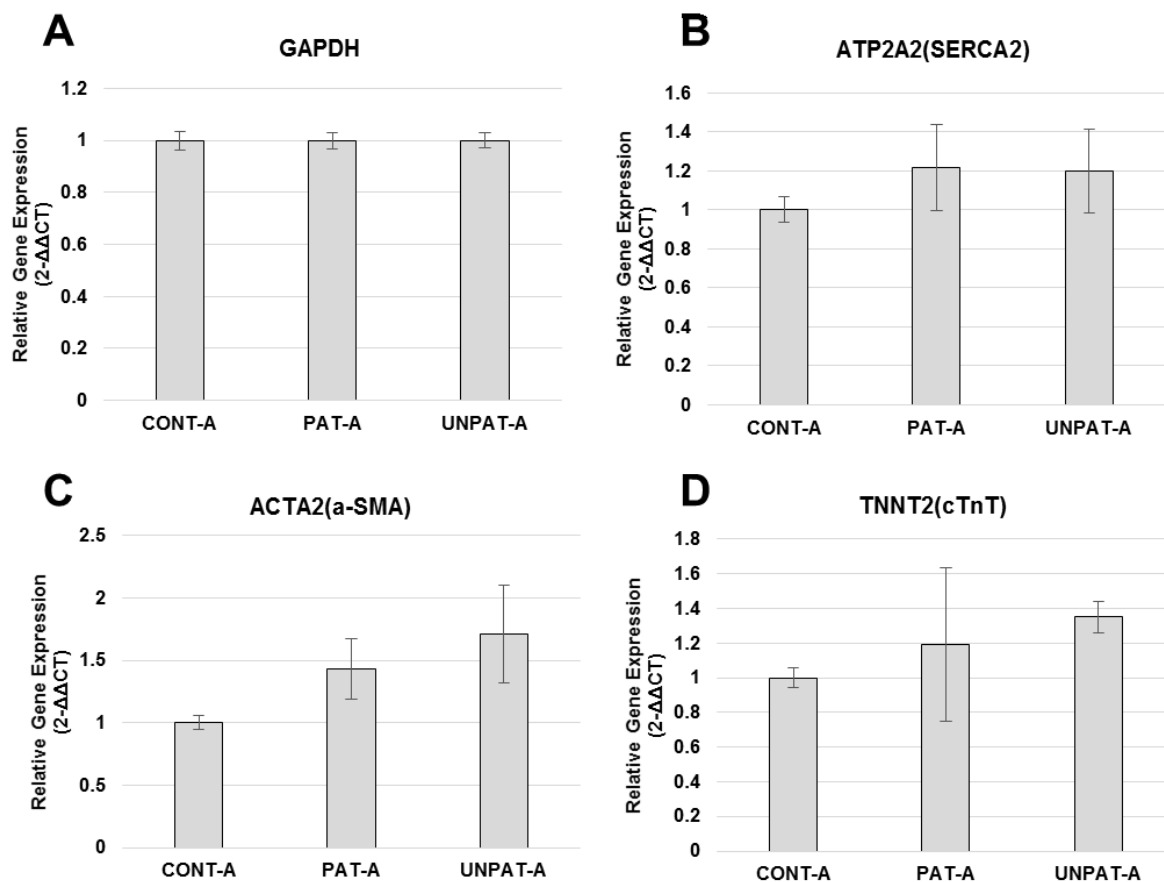 A
GAPDH
Relative Gene Expression
(2-ΔΔCT)
1.2
1
0.8
0.6
0.4
0.2
0
CONT-A PAT-A UNPAT-A
B
ATP2A2(SERCA2)
Relative Gene Expression
(2-ΔΔCT)
1.6
1.4
1.2
1
0.8
0.6
0.4
0.2
0
CONT-A PAT-A UNPAT-A
C
ACTA2(a-SMA)
Relative Gene Expression
(2-ΔΔCT)
2.5
2
1.5
1
0.5
0
CONT-A PAT-A UNPAT-A
D
TNNT2(cTnT)
Relative Gene Expression
(2-ΔΔCT)
1.8
1.6
1.4
1.2
1
0.8
0.6
0.4
0.2
0
CONT-A PAT-A UNPAT-A